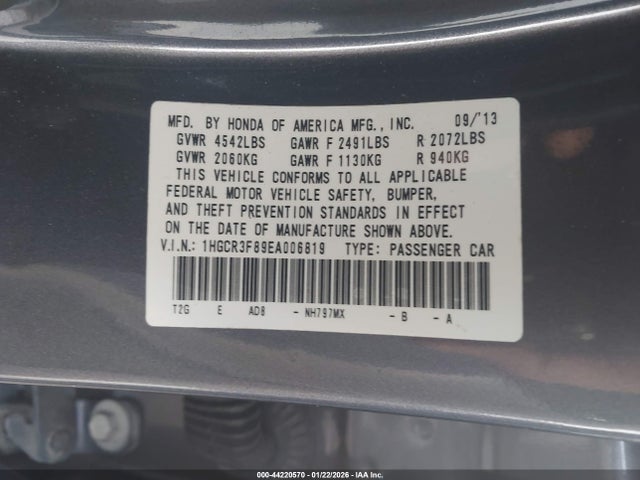 MFD. BY HONDA OF AMERICA MFG., INC. 09/'13
GVWR 4542LBS GAWR F 2491LBS R 2072LBS
GVWR 2060KG GAWR F 1130KG R 940KG
THIS VEHICLE CONFORMS TO ALL APPLICABLE
FEDERAL MOTOR VEHICLE SAFETY, BUMPER,
AND THEFT PREVENTION STANDARDS IN EFFECT
ON THE DATE OF MANUFACTURE SHOWN ABOVE.
V.I.N.: 1HGCR3F89EA006819 TYPE: PASSENGER CAR
T2G E AD8 - NH797MX - B - A
000-44220570 | 01/22/2026 - IAA Inc.